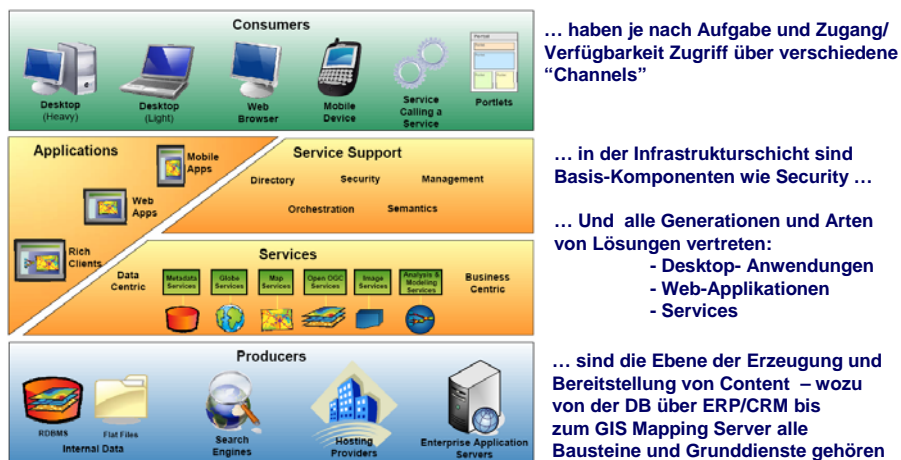 Consumers
Desktop
(Heavy)
Desktop
(Light)
Web
Browser
Mobile
Device
Service
Calling a
Service
Portlets
… haben je nach Aufgabe und Zugang/
Verfügbarkeit Zugriff über verschiedene
“Channels”
Applications
Mobile
Apps
Web
Apps
Rich
Clients
Service Support
Directory
Security
Management
Orchestration
Semantics
Services
Data
Centric
Metadata
Services
Globe
Services
Map
Services
Open OGC
Services
Image
Services
Analysis &
Modeling
Services
Business
Centric
… in der Infrastrukturschicht sind
Basis-Komponenten wie Security …
… Und alle Generationen und Arten
von Lösungen vertreten:
- Desktop- Anwendungen
- Web-Applikationen
- Services
Producers
RDBMS
Flat Files
Internal Data
Search
Engines
Hosting
Providers
Enterprise Application
Servers
… sind die Ebene der Erzeugung und
Bereitstellung von Content – wozu
von der DB über ERP/CRM bis
zum GIS Mapping Server alle
Bausteine und Grunddienste gehören